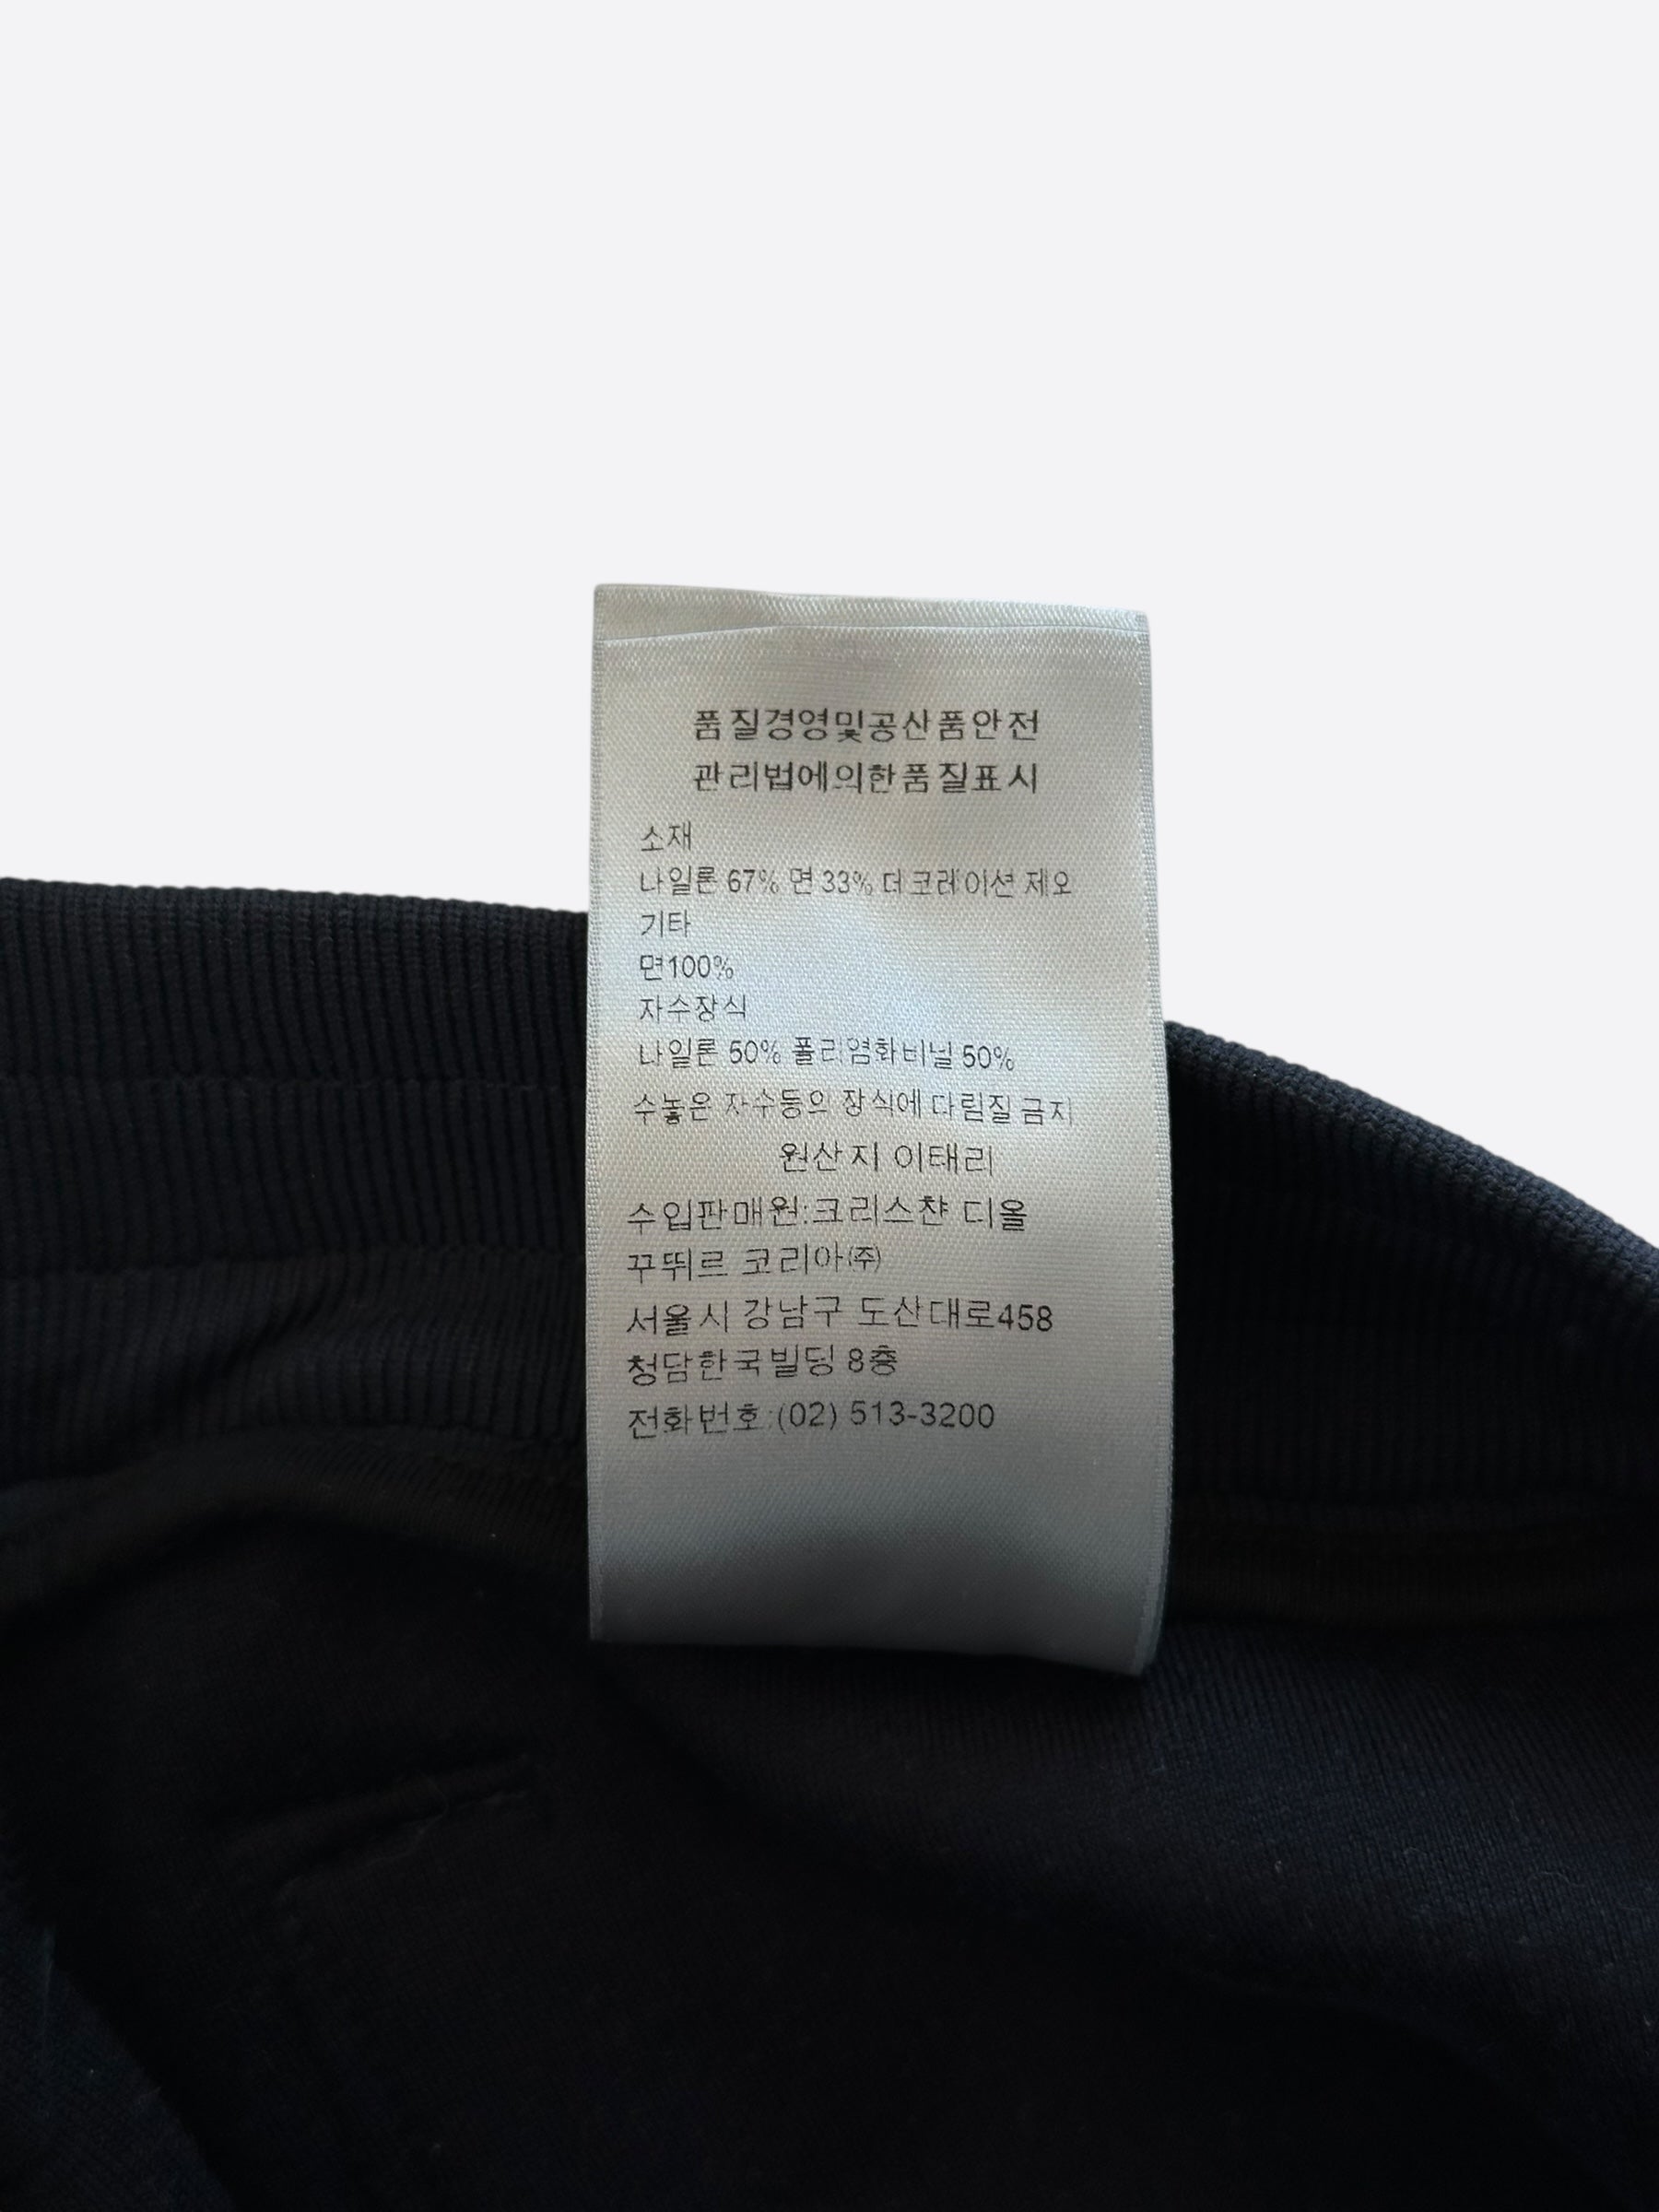 품질경영및공산품안전
관리법에의한품질표시
소재
나일론 67% 면 33% 데코레이션 제오
기타
면100%
자수장식
나일론 50% 폴리염화비닐 50%
수놓은 자수등의 장식에 다림질 금지
원산지 이태리
수입판매원:크리스챤 디올
꾸뛰르 코리아㈜
서울시 강남구 도산대로458
청담한국빌딩 8층
전화번호:(02) 513-3200